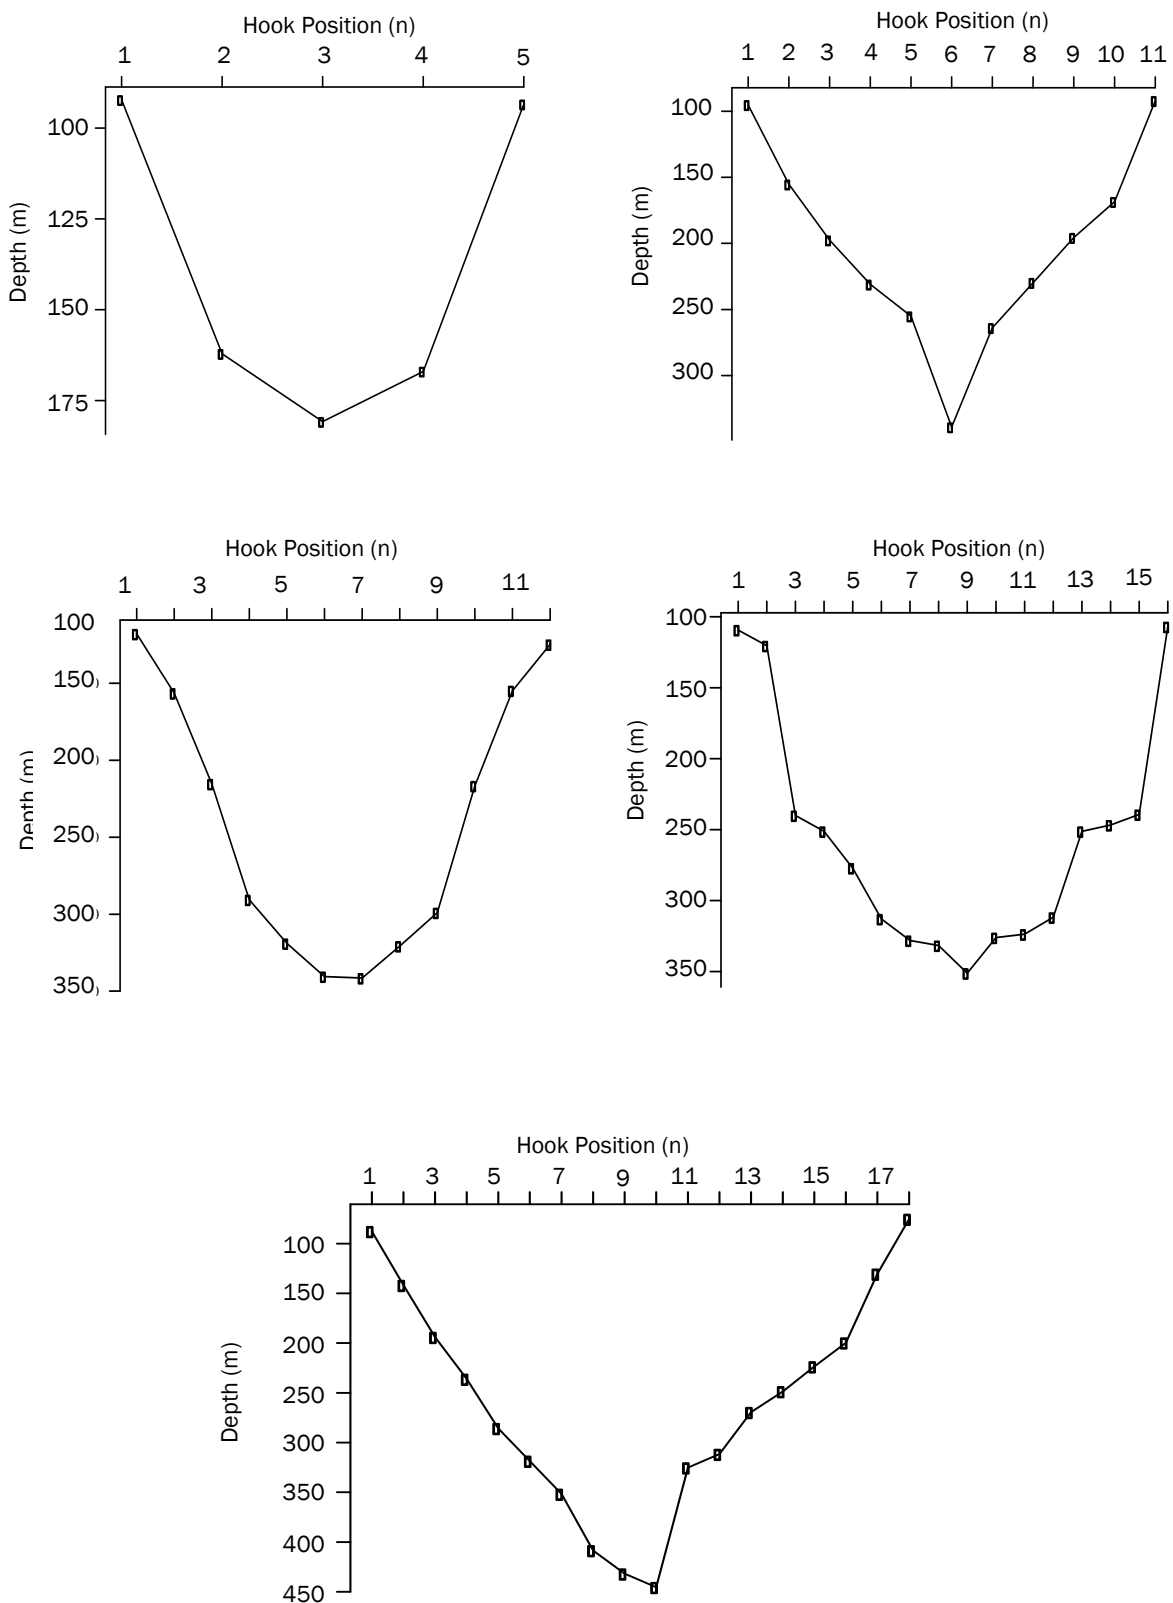 Hook Position (n)
1 2 3 4 5
100
125
150
175
Depth (m)
Hook Position (n)
1 2 3 4 5 6 7 8 9 10 11
100
150
200
250
300
Depth (m)
Hook Position (n)
1 3 5 7 9 11
100
150
200
250
300
350
Depth (m)
Hook Position (n)
1 3 5 7 9 11 13 15
100
150
200
250
300
350
Depth (m)
Hook Position (n)
1 3 5 7 9 11 13 15 17
100
150
200
250
300
350
400
450
Depth (m)